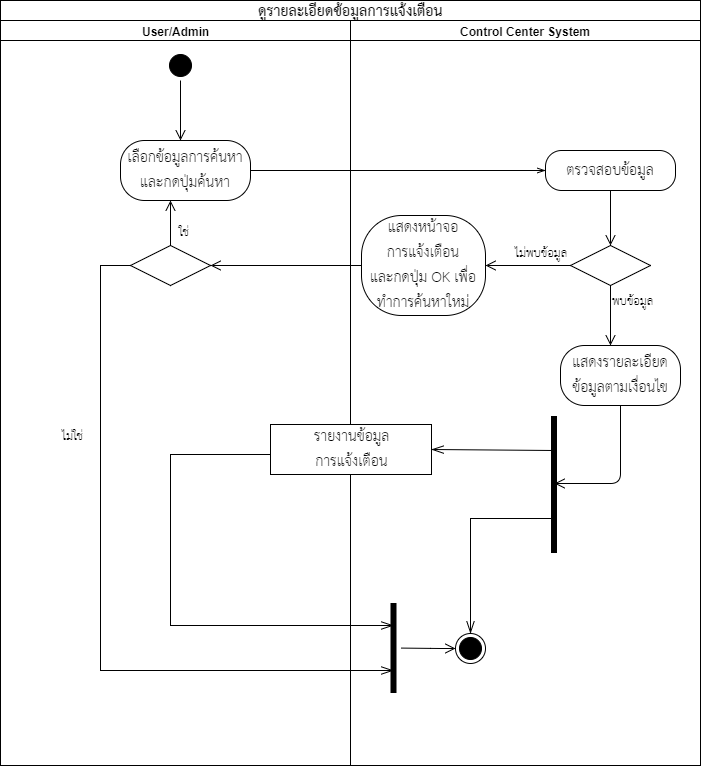 ดูรายละเอียดข้อมูลการแจ้งเตือน
User/Admin
Control Center System
เลือกข้อมูลการค้นหา
และกดปุ่มค้นหา
ตรวจสอบข้อมูล
ใช่
แสดงหน้าจอ
การแจ้งเตือน
และกดปุ่ม OK เพื่อ
ทำการค้นหาใหม่
ไม่พบข้อมูล
พบข้อมูล
แสดงรายละเอียด
ข้อมูลตามเงื่อนไข
ไม่ใช่
รายงานข้อมูล
การแจ้งเตือน